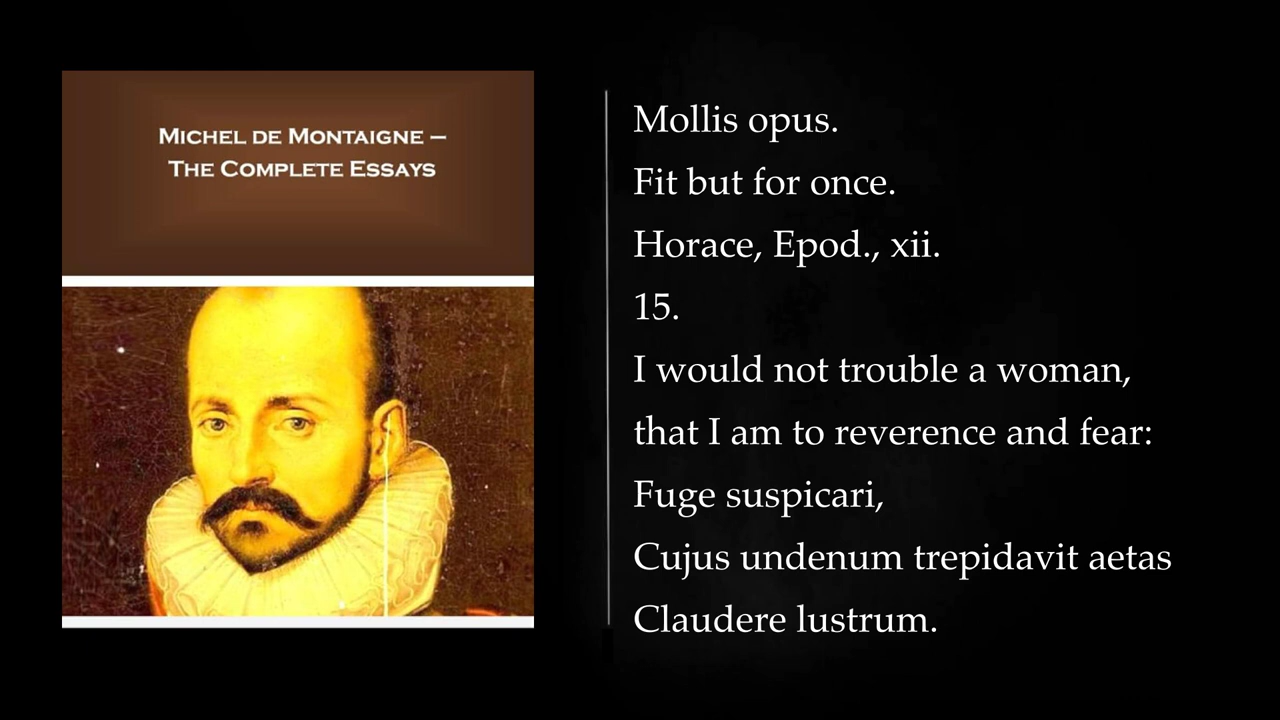 MICHEL DE MONTAIGNE –
THE COMPLETE ESSAYS
Mollis opus.
Fit but for once.
Horace, Epod., xii.
15.
I would not trouble a woman,
that I am to reverence and fear:
Fuge suspicari,
Cujus undenum trepidavit aetas
Claudere lustrum.